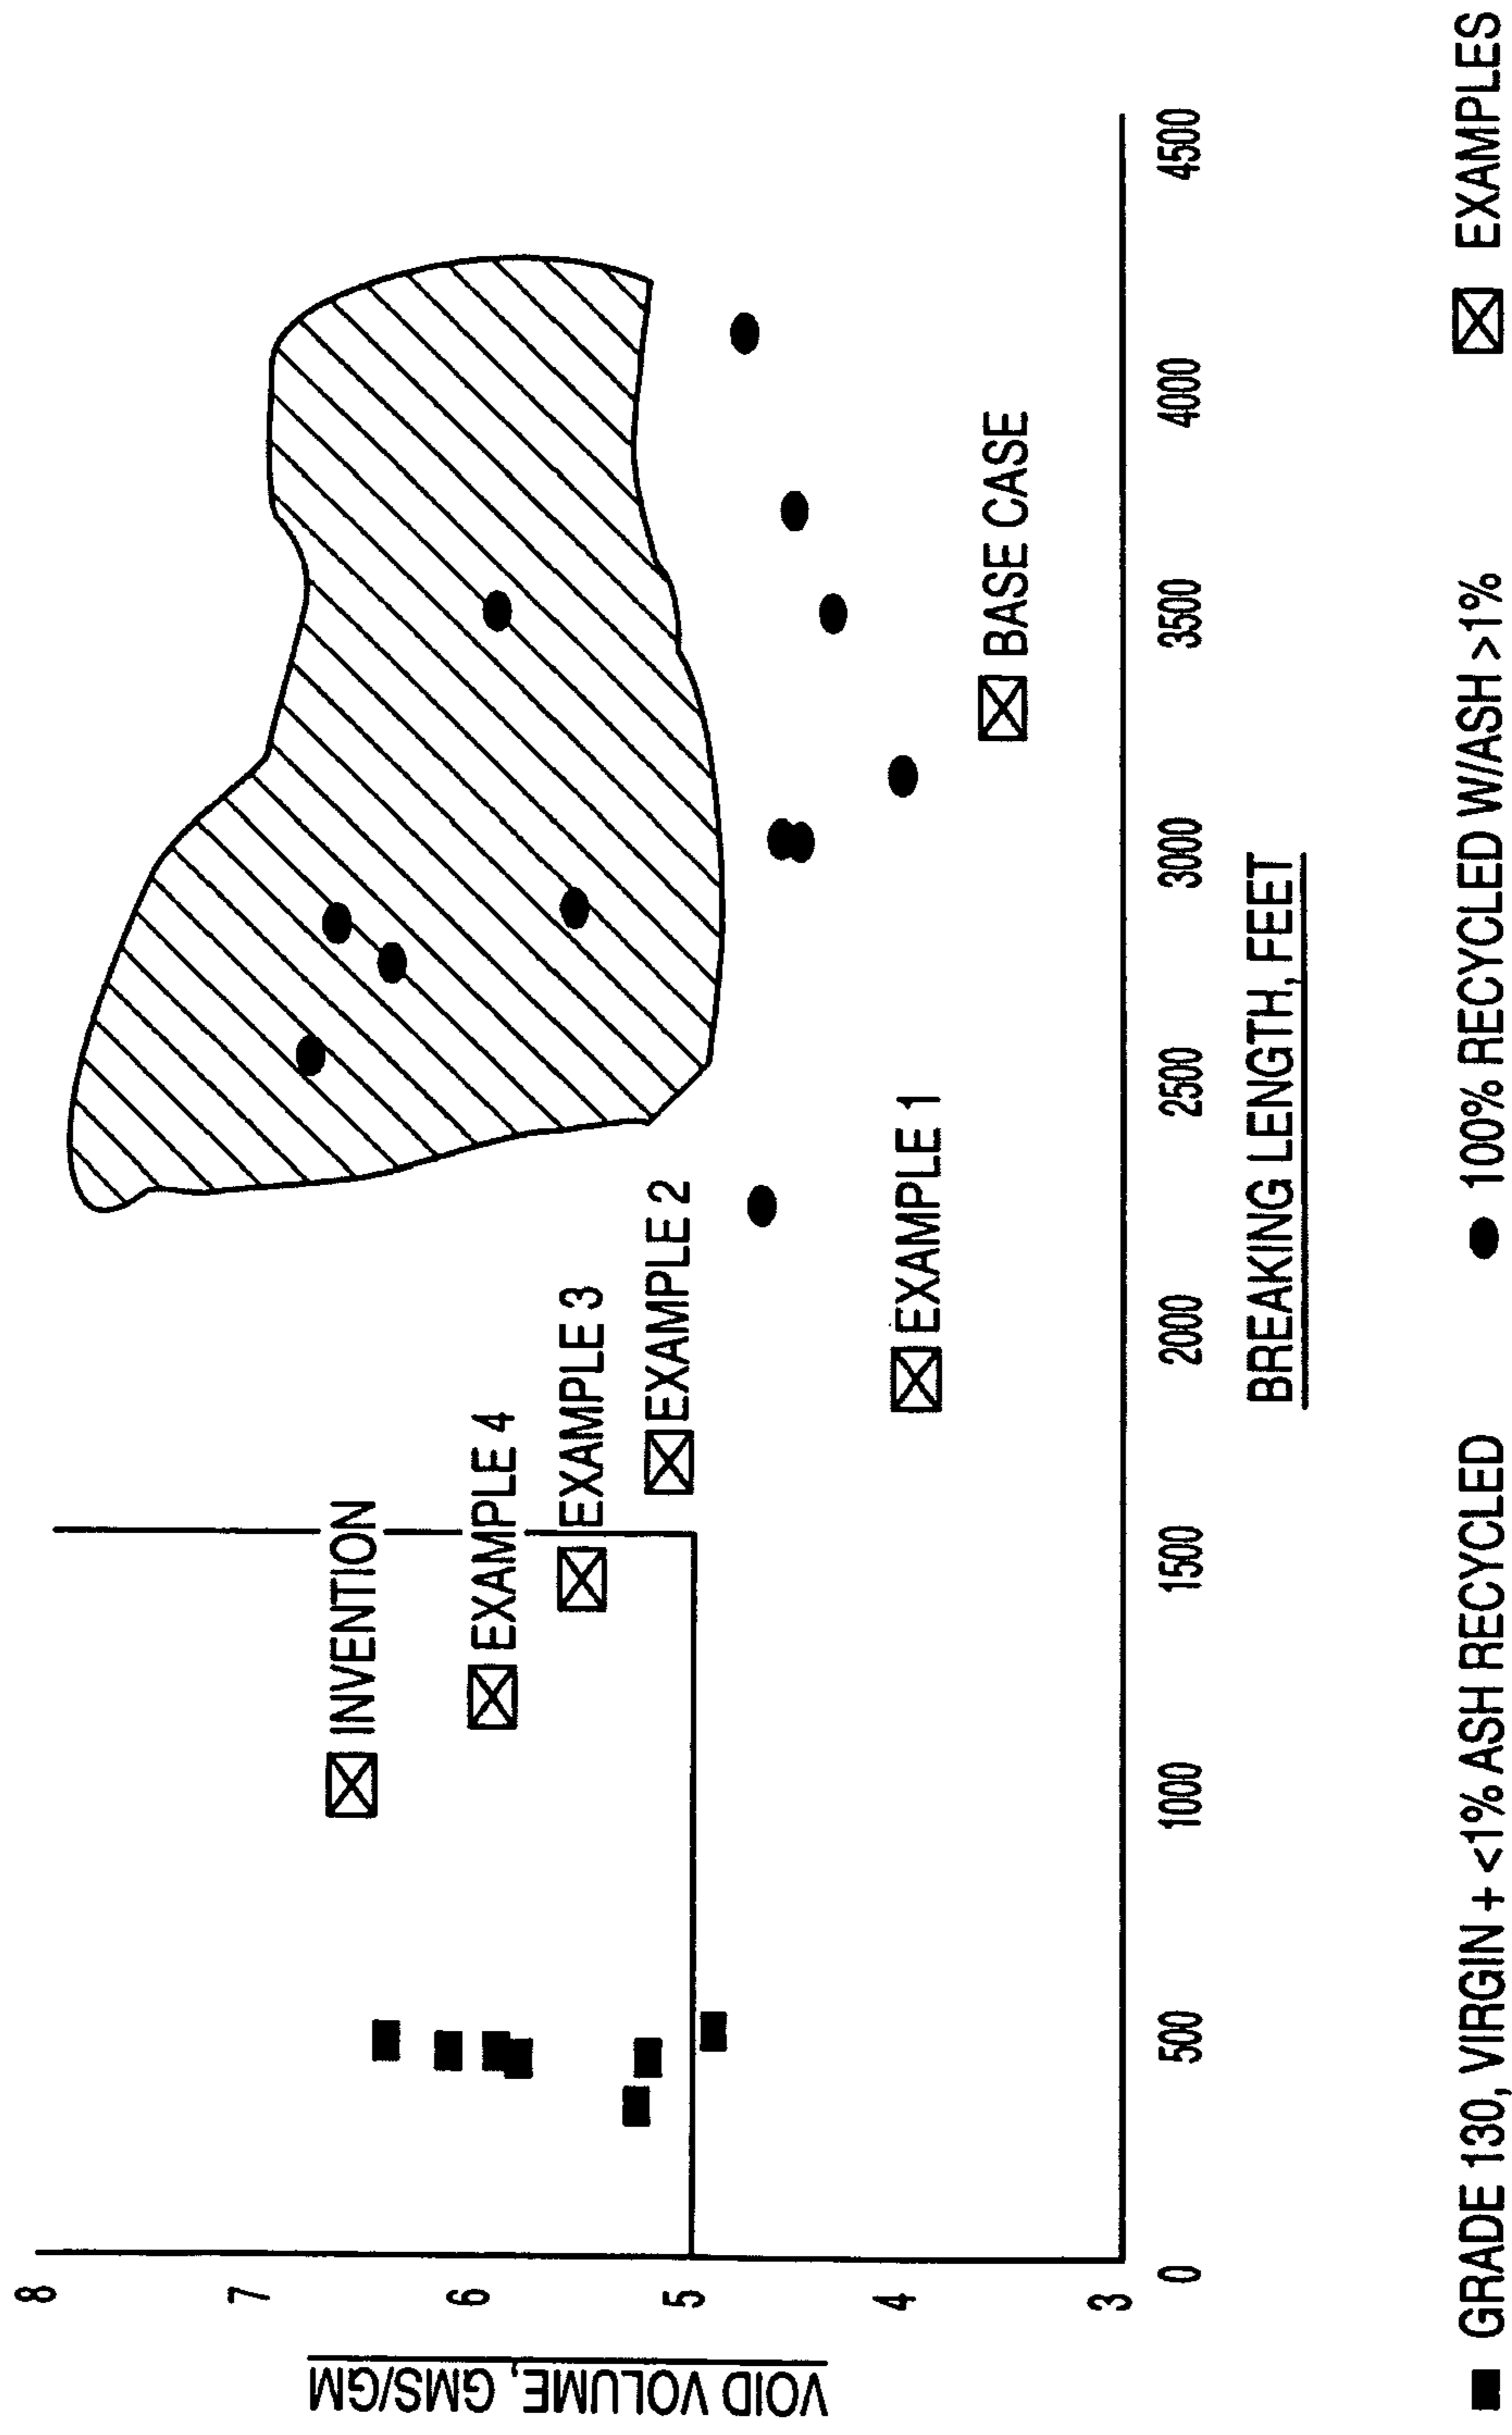 VOID VOLUME, GMS/GM
8
7
6
5
4
3
INVENTION
EXAMPLE 4
EXAMPLE 3
EXAMPLE 2
EXAMPLE 1
BASE CASE
0 500 1000 1500 2000 2500 3000 3500 4000 4500
BREAKING LENGTH, FEET
GRADE 130, VIRGIN + <1% ASH RECYCLED
100% RECYCLED W/ASH >1%
EXAMPLES